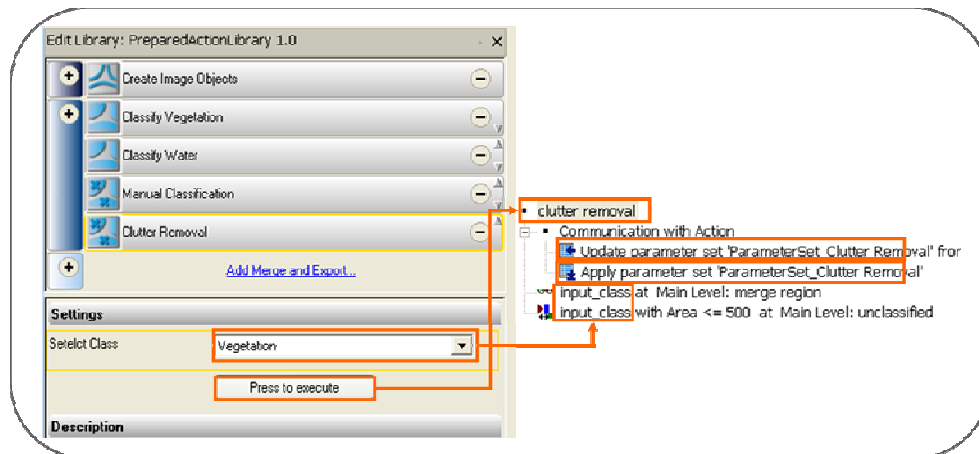 Edit Library: PreparedActionLibrary 1.0
Create Image Objects
Classify Vegetation
Classify Water
Manual Classification
Clutter Removal
Add Merge and Export...
Settings
Setelct Class
Vegetation
Press to execute
Description
clutter removal
Communication with Action
Update parameter set 'ParameterSet_Clutter Removal' fror
Apply parameter set 'ParameterSet_Clutter Removal'
input_class at Main Level: merge region
input_class with Area <= 500 at Main Level: unclassified